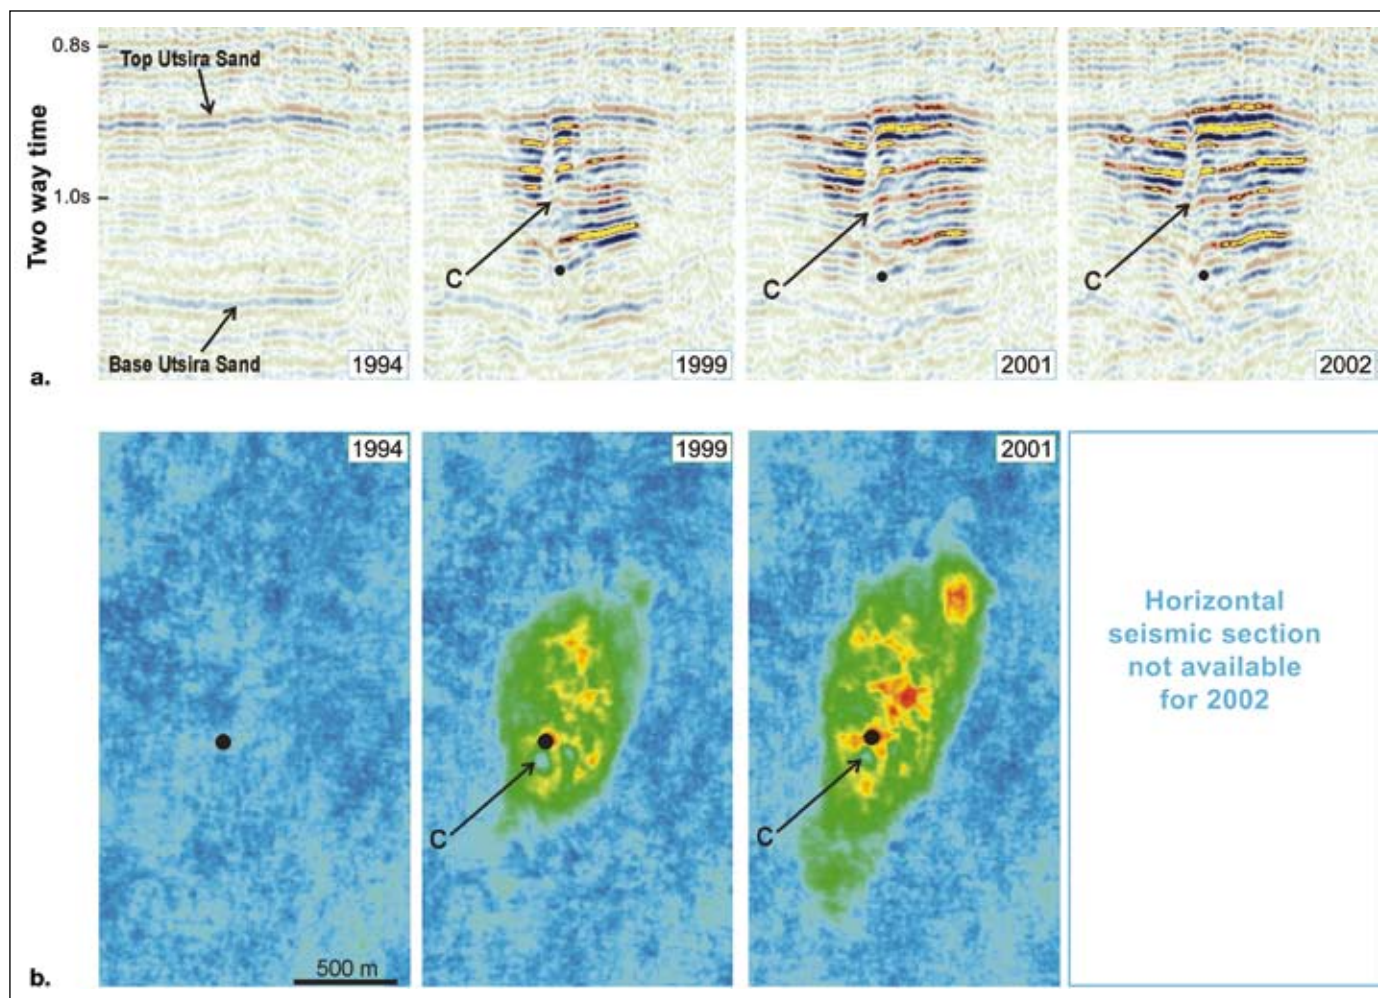 0.8s
Top Utsira Sand
Two way time
1.0s
C
C
C
Base Utsira Sand
1994
1999
2001
2002
a.
1994
1999
2001
Horizontal
seismic section
not available
for 2002
C
C
500 m
b.